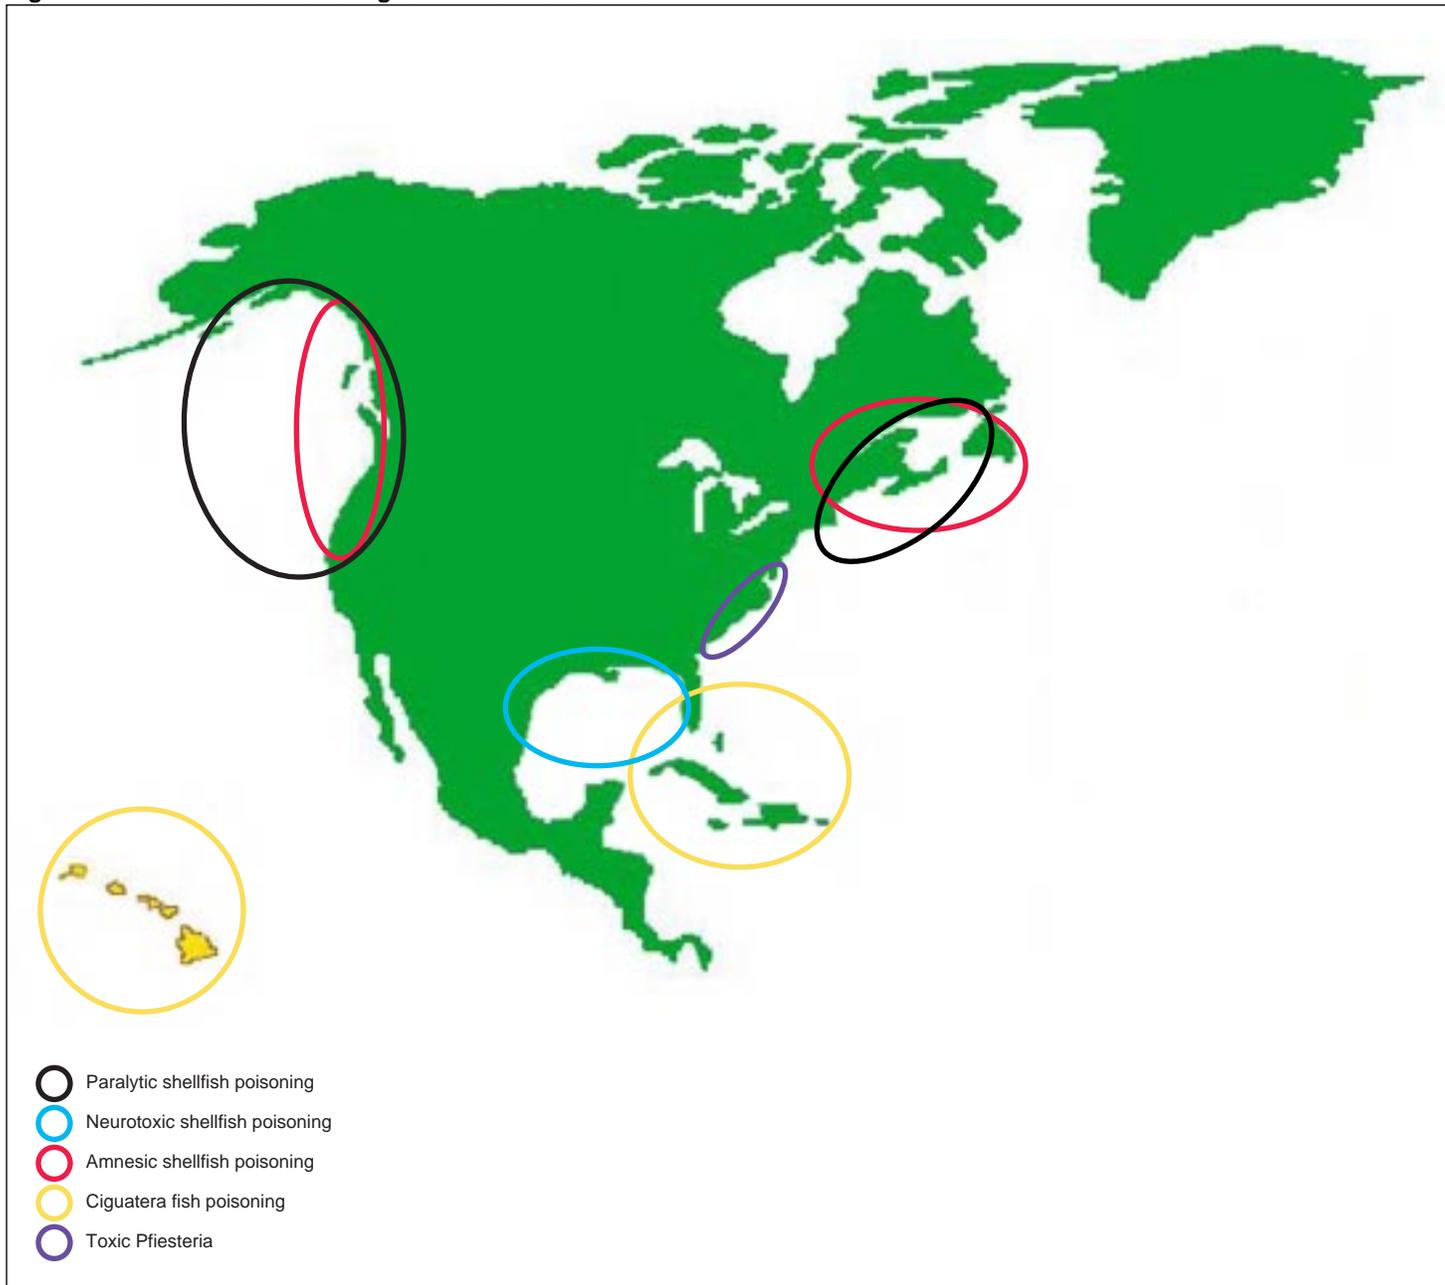 Paralytic shellfish poisoning
Neurotoxic shellfish poisoning
Amnesic shellfish poisoning
Ciguatera fish poisoning
Toxic Pfiesteria